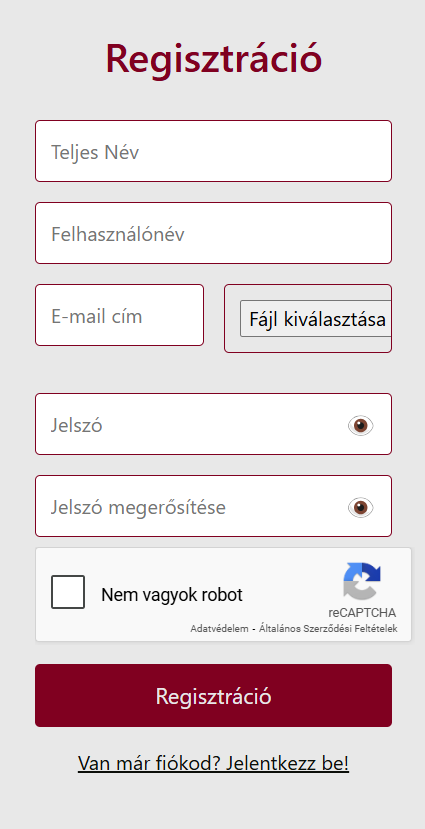 Regisztráció
Teljes Név
Felhasználónév
E-mail cím
Fájl kiválasztása
Jelszó
Jelszó megerősítése
Nem vagyok robot
reCAPTCHA
Adatvédelem - Általános Szerződési Feltételek
Regisztráció
Van már fiókod? Jelentkezz be!